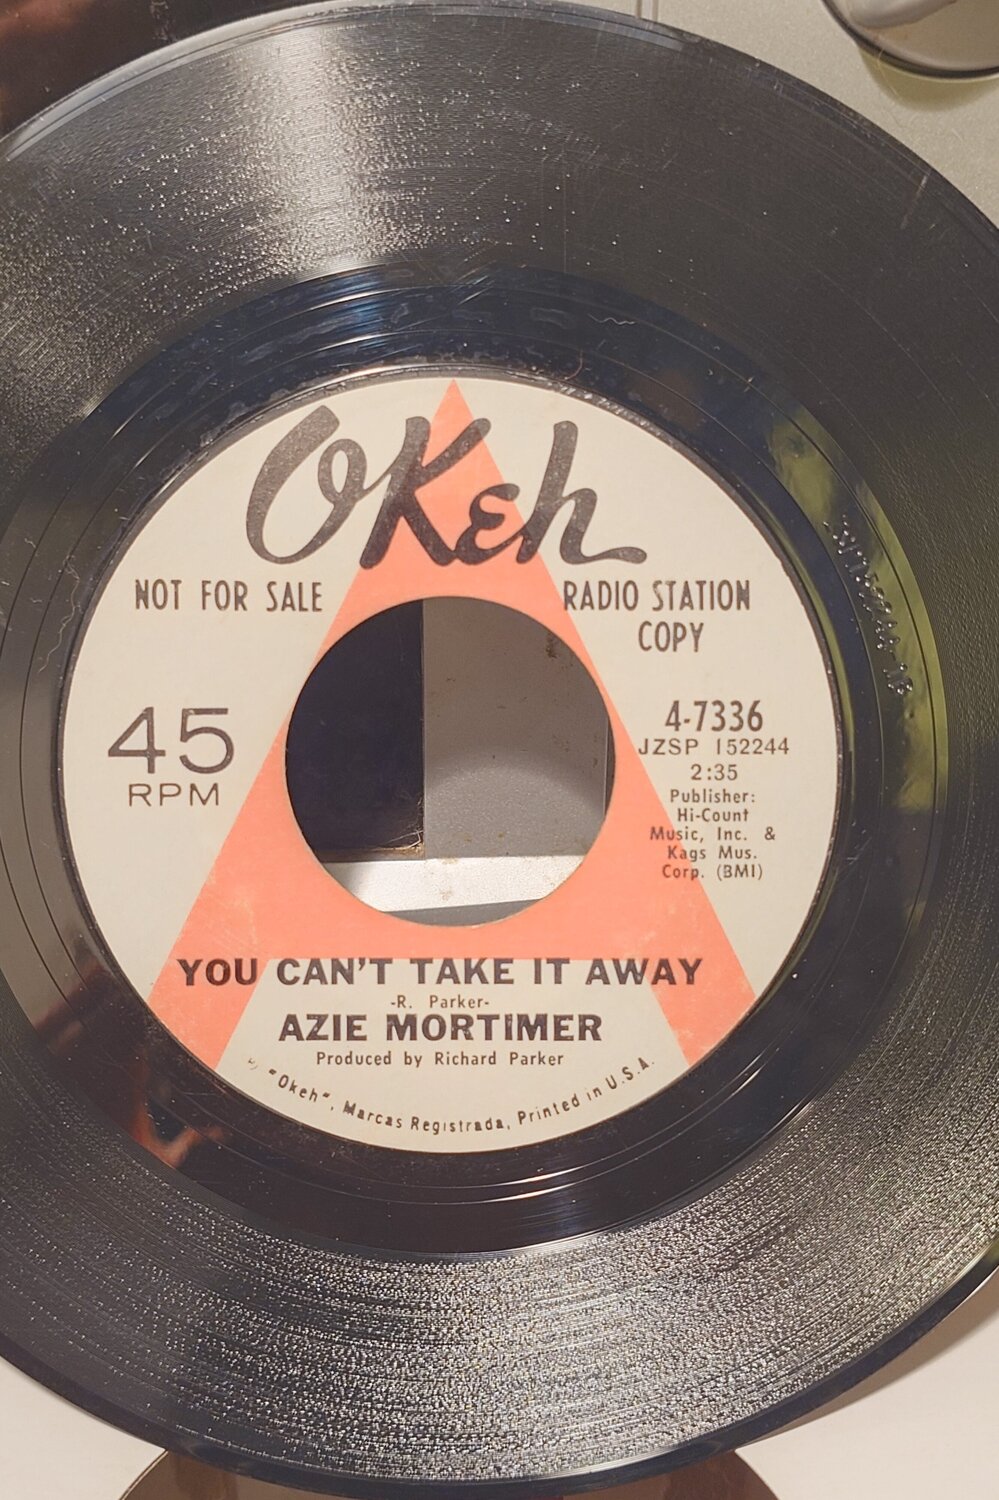 OKeh
NOT FOR SALE
RADIO STATION
COPY
45
RPM
4-7336
JZSP 152244
2:35
Publisher:
Hi-Count
Music, Inc. &
Kags Mus.
Corp. (BMI)
YOU CAN'T TAKE IT AWAY
-R. Parker-
AZIE MORTIMER
Produced by Richard Parker
"Okeh", Marcas Registrada, Printed in U.S.A.